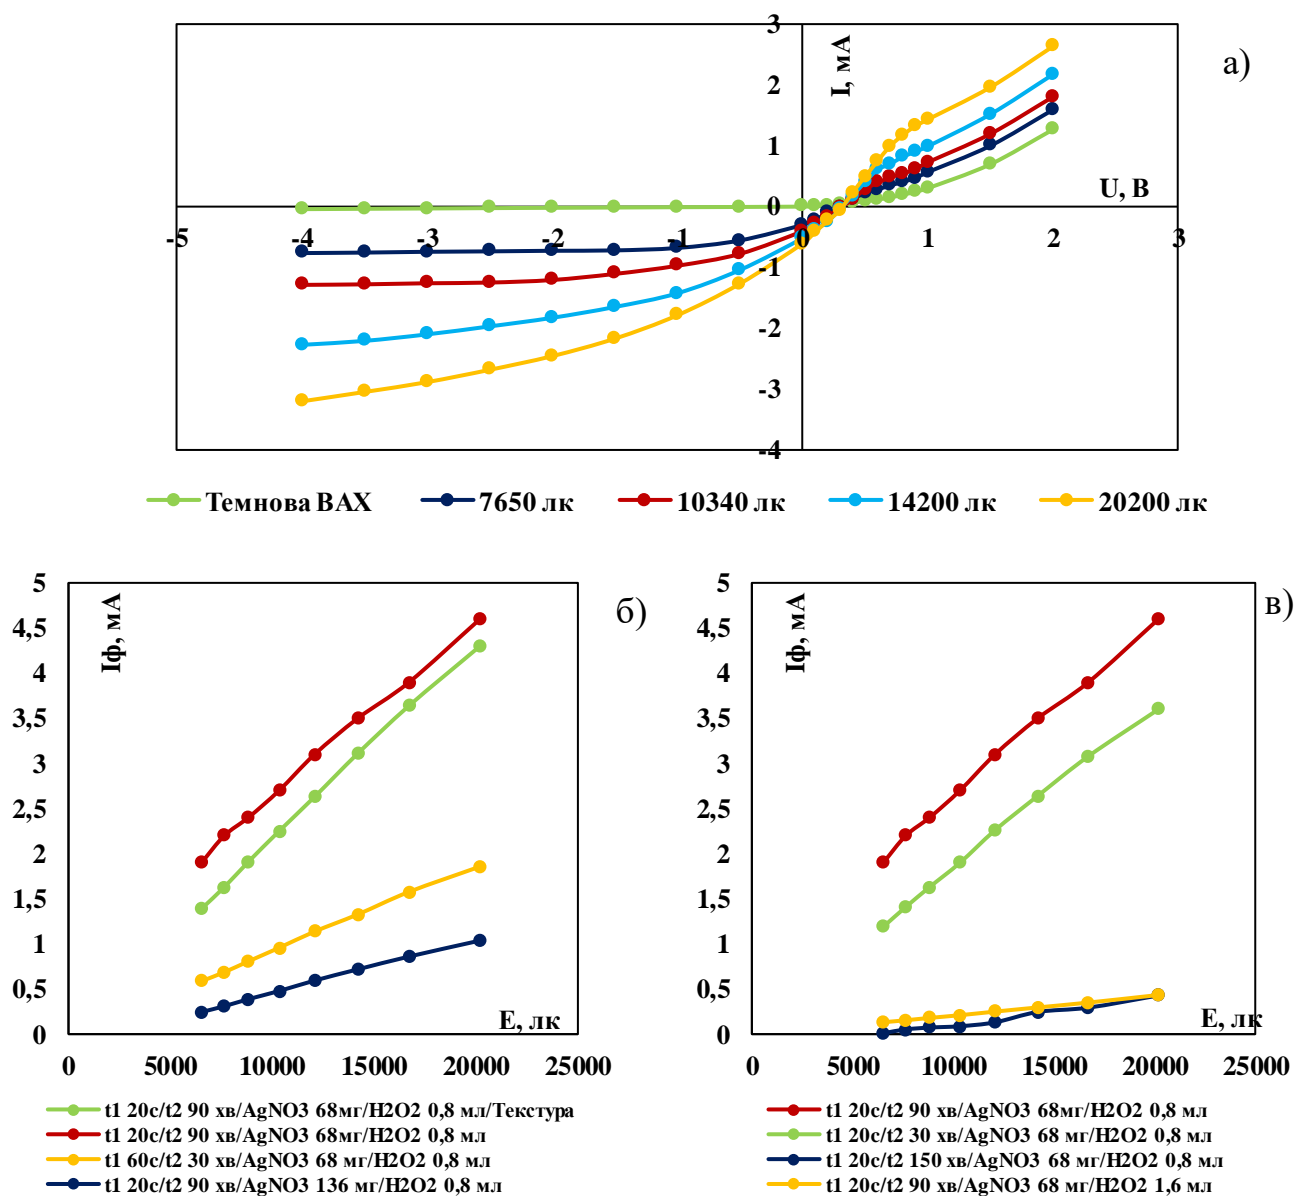 3
I, мА
а)
2
1
U, В
0
-5 -4 -3 -2 -1 0 1 2 3
-1
-2
-3
-4
Темнова ВАХ 7650 лк 10340 лк 14200 лк 20200 лк
5
Iф, мА
б)
4,5
4
3,5
3
2,5
2
1,5
1
0,5
E, лк
0
0 5000 10000 15000 20000 25000
t1 20с/t2 90 хв/AgNO3 68мг/H2O2 0,8 мл/Текстура
t1 20с/t2 90 хв/AgNO3 68мг/H2O2 0,8 мл
t1 60с/t2 30 хв/AgNO3 68 мг/H2O2 0,8 мл
t1 20с/t2 90 хв/AgNO3 136 мг/H2O2 0,8 мл
5
Iф, мА
в)
4,5
4
3,5
3
2,5
2
1,5
1
0,5
E, лк
0
0 5000 10000 15000 20000 25000
t1 20с/t2 90 хв/AgNO3 68мг/H2O2 0,8 мл
t1 20с/t2 30 хв/AgNO3 68 мг/H2O2 0,8 мл
t1 20с/t2 150 хв/AgNO3 68 мг/H2O2 0,8 мл
t1 20с/t2 90 хв/AgNO3 68 мг/H2O2 1,6 мл